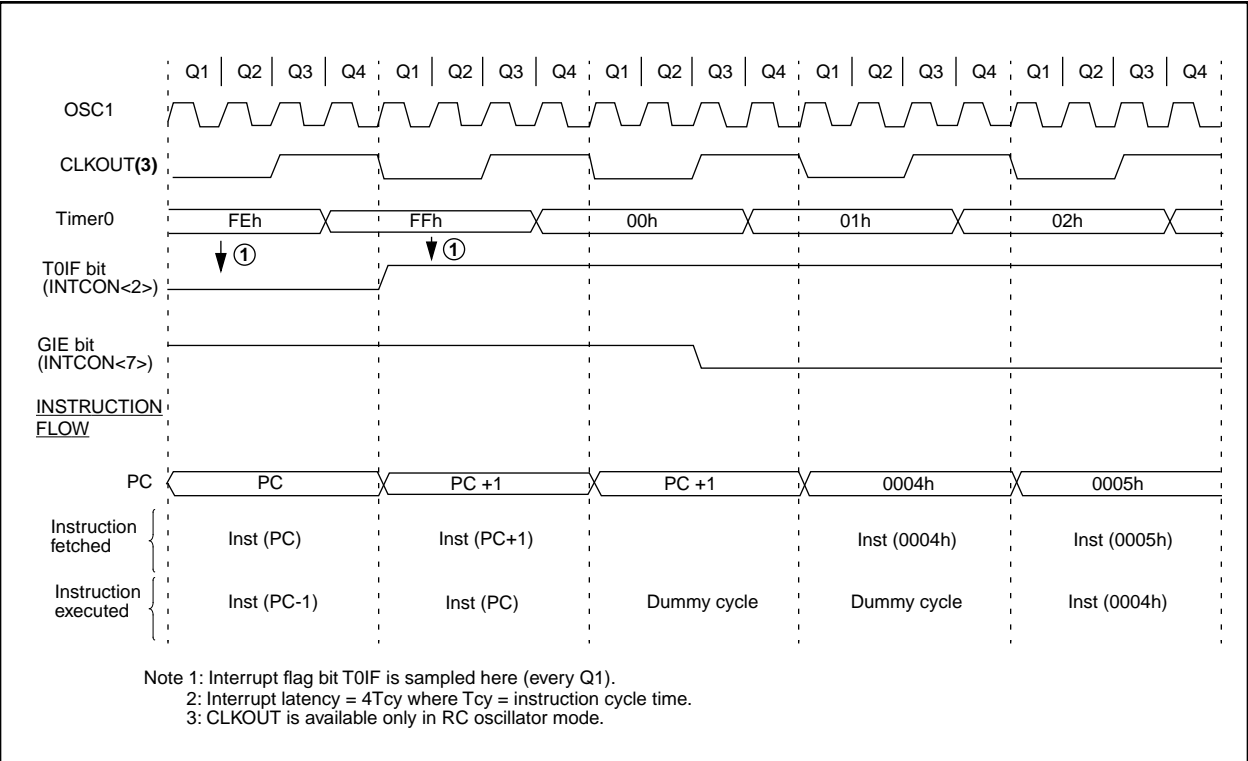 Q1 Q2 Q3 Q4 Q1 Q2 Q3 Q4 Q1 Q2 Q3 Q4 Q1 Q2 Q3 Q4 Q1 Q2 Q3 Q4
OSC1
CLKOUT(3)
Timer0 FEh FFh 00h 01h 02h
1 1
T0IF bit
(INTCON<2>)
GIE bit
(INTCON<7>)
INSTRUCTION
FLOW
PC PC PC +1 PC +1 0004h 0005h
Instruction
fetched
Inst (PC) Inst (PC+1) Inst (0004h) Inst (0005h)
Instruction
executed
Inst (PC-1) Inst (PC) Dummy cycle Dummy cycle Inst (0004h)
Note 1: Interrupt flag bit T0IF is sampled here (every Q1).
2: Interrupt latency = 4Tcy where Tcy = instruction cycle time.
3: CLKOUT is available only in RC oscillator mode.